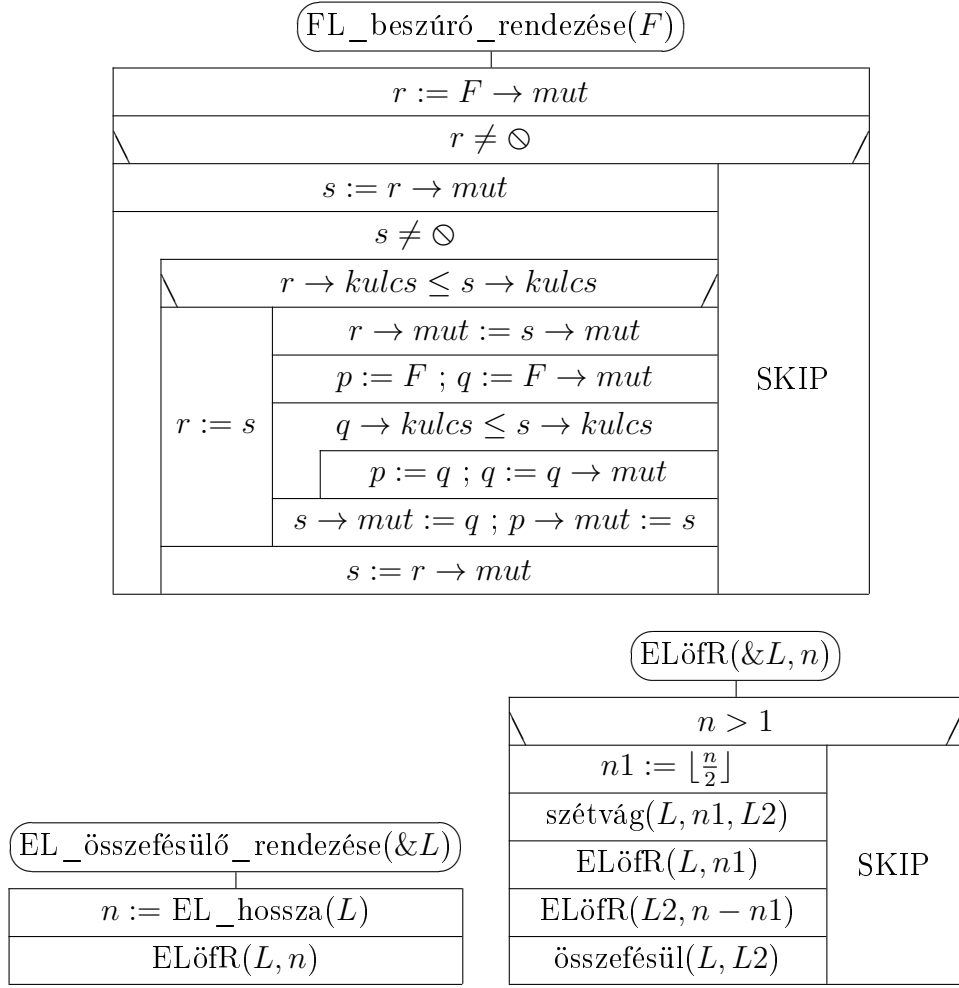 FL_beszúró_rendezése(F)
r := F → mut
r ≠ ⦸
s := r → mut
s ≠ ⦸
r → kulcs ≤ s → kulcs
r := s
r → mut := s → mut
p := F ; q := F → mut
q → kulcs ≤ s → kulcs
p := q ; q := q → mut
s → mut := q ; p → mut := s
s := r → mut
SKIP
EL_összefésülő_rendezése(&L)
n := EL_hossza(L)
ELöfR(L, n)
ELöfR(&L, n)
n > 1
n1 := ⌊n/2⌋
szétvág(L, n1, L2)
ELöfR(L, n1)
ELöfR(L2, n − n1)
összefésül(L, L2)
SKIP